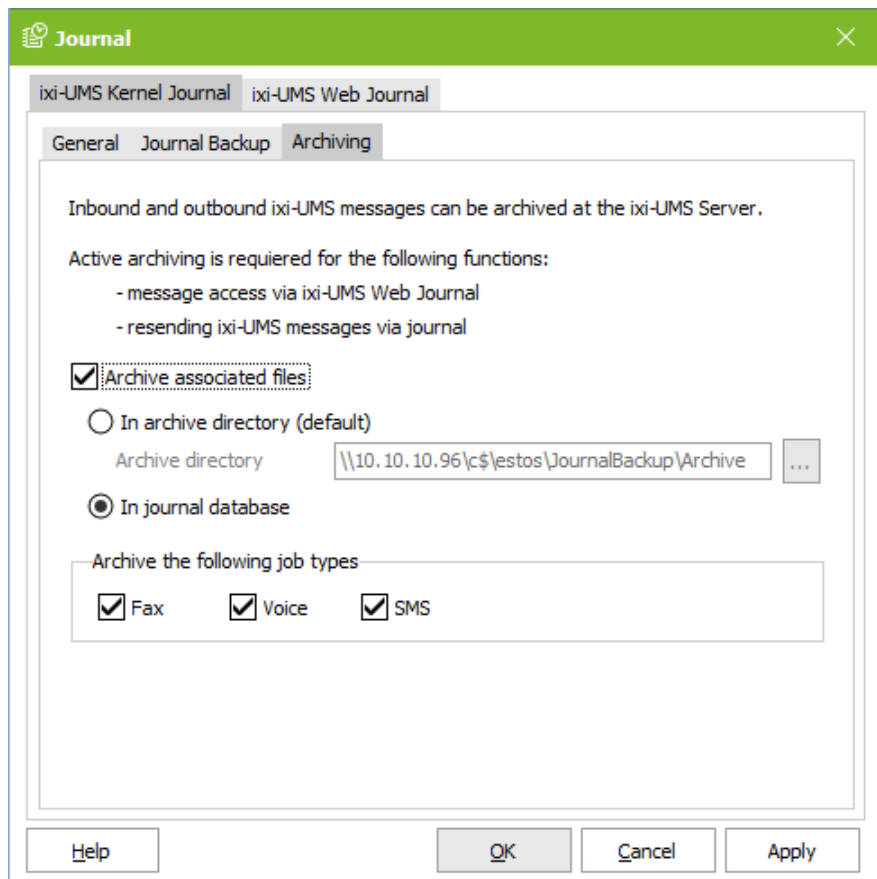 Journal
ixi-UMS Kernel Journal ixi-UMS Web Journal
General Journal Backup Archiving
Inbound and outbound ixi-UMS messages can be archived at the ixi-UMS Server.
Active archiving is requiered for the following functions:
- message access via ixi-UMS Web Journal
- resending ixi-UMS messages via journal
Archive associated files
In archive directory (default)
Archive directory \\10.10.10.96\c$\estos\JournalBackup\Archive ...
In journal database
Archive the following job types
Fax Voice SMS
Help OK Cancel Apply